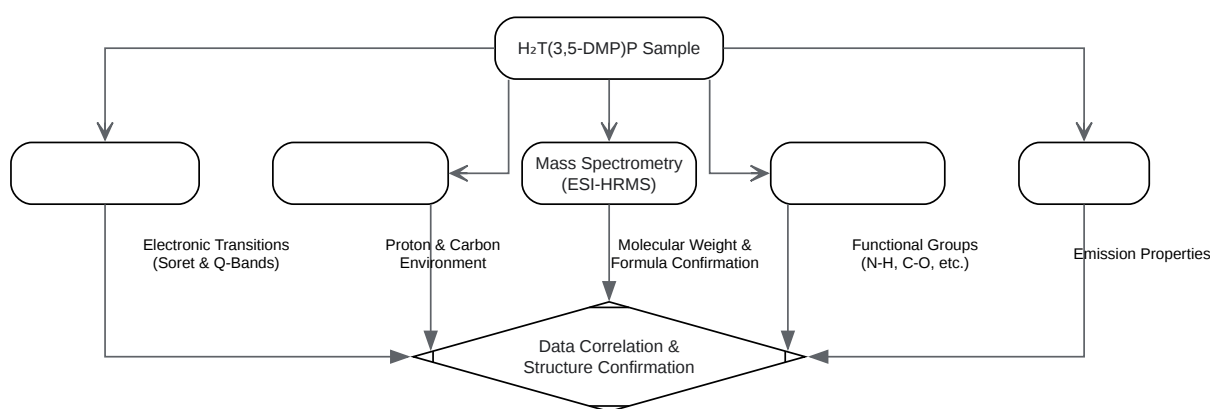 H₂T(3,5-DMP)P Sample
Mass Spectrometry
(ESI-HRMS)
Electronic Transitions
(Soret & Q-Bands)
Proton & Carbon
Environment
Molecular Weight &
Formula Confirmation
Functional Groups
(N-H, C-O, etc.)
Emission Properties
Data Correlation &
Structure Confirmation